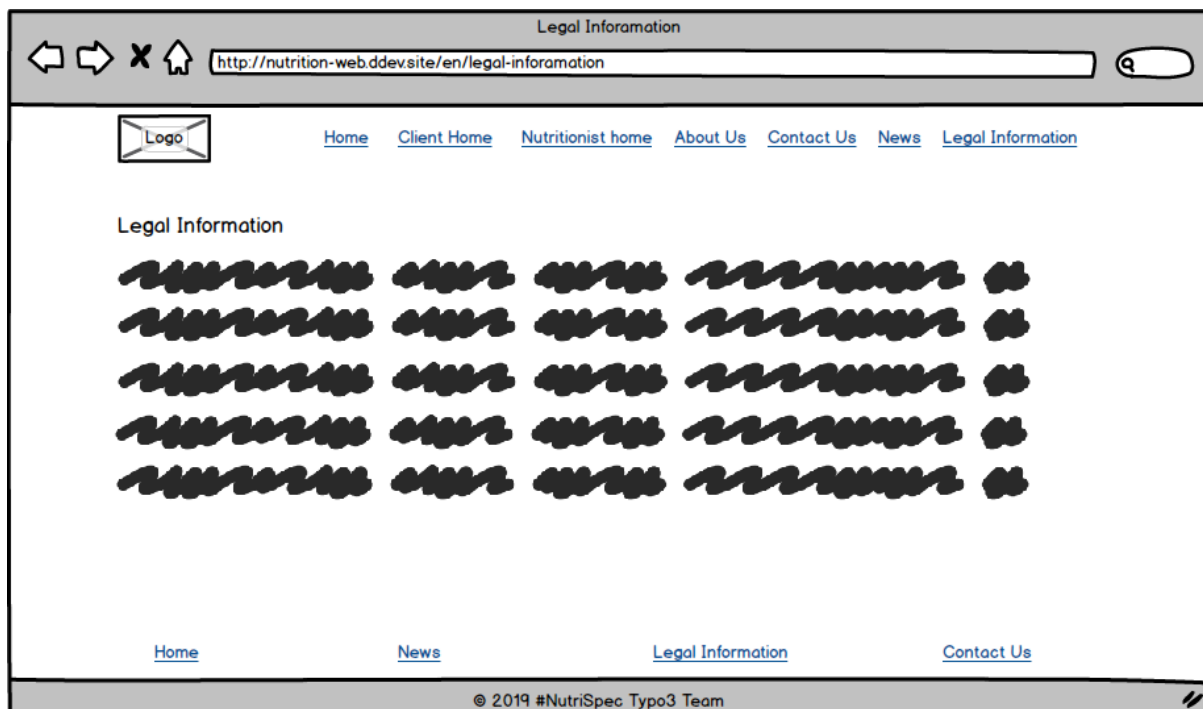 Legal Inforamation
http://nutrition-web.ddev.site/en/legal-inforamation
Logo Home Client Home Nutritionist home About Us Contact Us News Legal Information
Legal Information
Home News Legal Information Contact Us
© 2019 #NutriSpec Typo3 Team